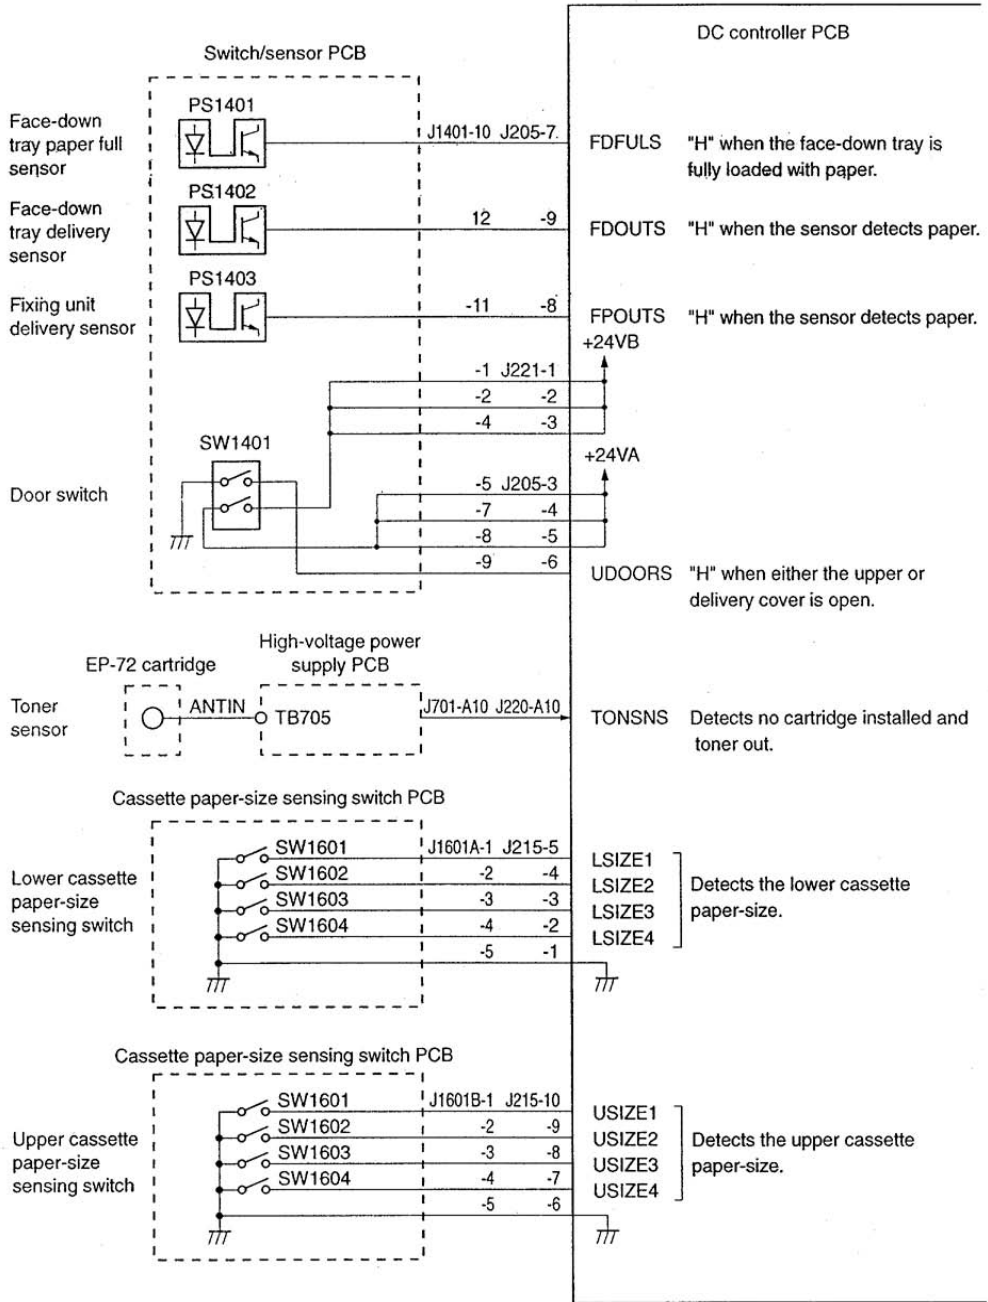 DC controller PCB
Switch/sensor PCB
PS1401
Face-down
tray paper full
sensor
J1401-10 J205-7
FDFULS "H" when the face-down tray is
fully loaded with paper.
PS1402
Face-down
tray delivery
sensor
12 -9
FDOUTS "H" when the sensor detects paper.
PS1403
Fixing unit
delivery sensor
-11 -8
FPOUTS "H" when the sensor detects paper.
+24VB
-1 J221-1
-2 -2
-4 -3
SW1401
+24VA
Door switch
-5 J205-3
-7 -4
-8 -5
-9 -6
UDOORS "H" when either the upper or
delivery cover is open.
High-voltage power
supply PCB
EP-72 cartridge
Toner
sensor
ANTIN
TB705
J701-A10 J220-A10
TONSNS Detects no cartridge installed and
toner out.
Cassette paper-size sensing switch PCB
Lower cassette
paper-size
sensing switch
SW1601 J1601A-1 J215-5 LSIZE1
SW1602 -2 -4 LSIZE2
SW1603 -3 -3 LSIZE3
SW1604 -4 -2 LSIZE4
-5 -1
Detects the lower cassette
paper-size.
Cassette paper-size sensing switch PCB
Upper cassette
paper-size
sensing switch
SW1601 J1601B-1 J215-10 USIZE1
SW1602 -2 -9 USIZE2
SW1603 -3 -8 USIZE3
SW1604 -4 -7 USIZE4
-5 -6
Detects the upper cassette
paper-size.